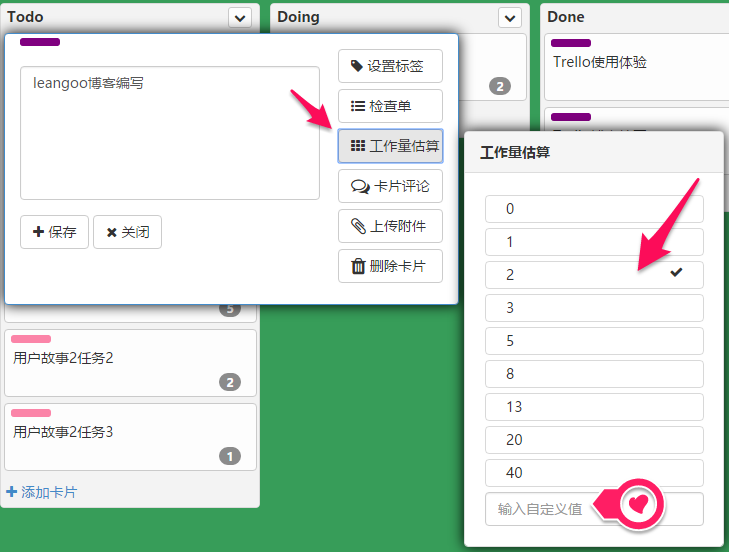 Todo
Doing
Done
leangoo博客编写
保存
关闭
设置标签
检查单
工作量估算
卡片评论
上传附件
删除卡片
2
Trello使用体验
工作量估算
0
1
2
3
5
8
13
20
40
输入自定义值
5
用户故事2任务2
2
用户故事2任务3
1
添加卡片